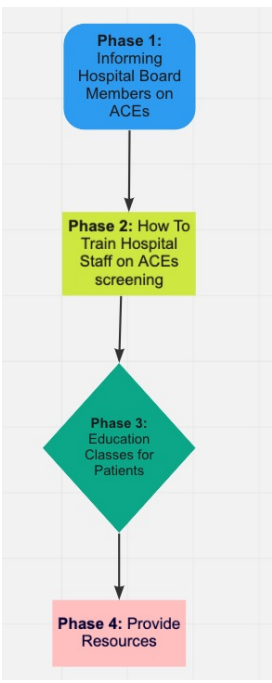 Phase 1:
Informing
Hospital Board
Members on
ACEs
Phase 2: How To
Train Hospital
Staff on ACEs
screening
Phase 3:
Education
Classes for
Patients
Phase 4: Provide
Resources